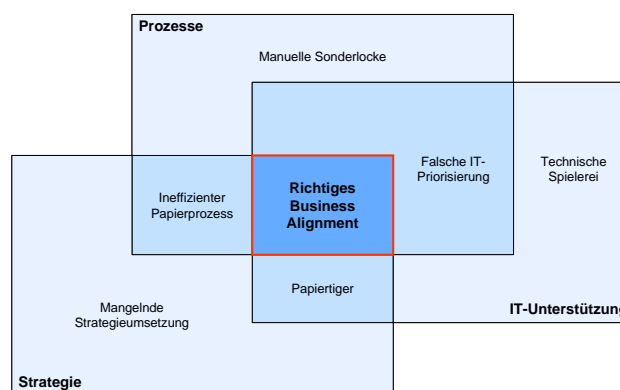 Prozesse
Manuelle Sonderlocke
Falsche IT-
Priorisierung
Technische
Spielerei
Ineffizienter
Papierprozess
Richtiges
Business
Alignment
Papiertiger
Mangelnde
Strategieumsetzung
IT-Unterstützung
Strategie